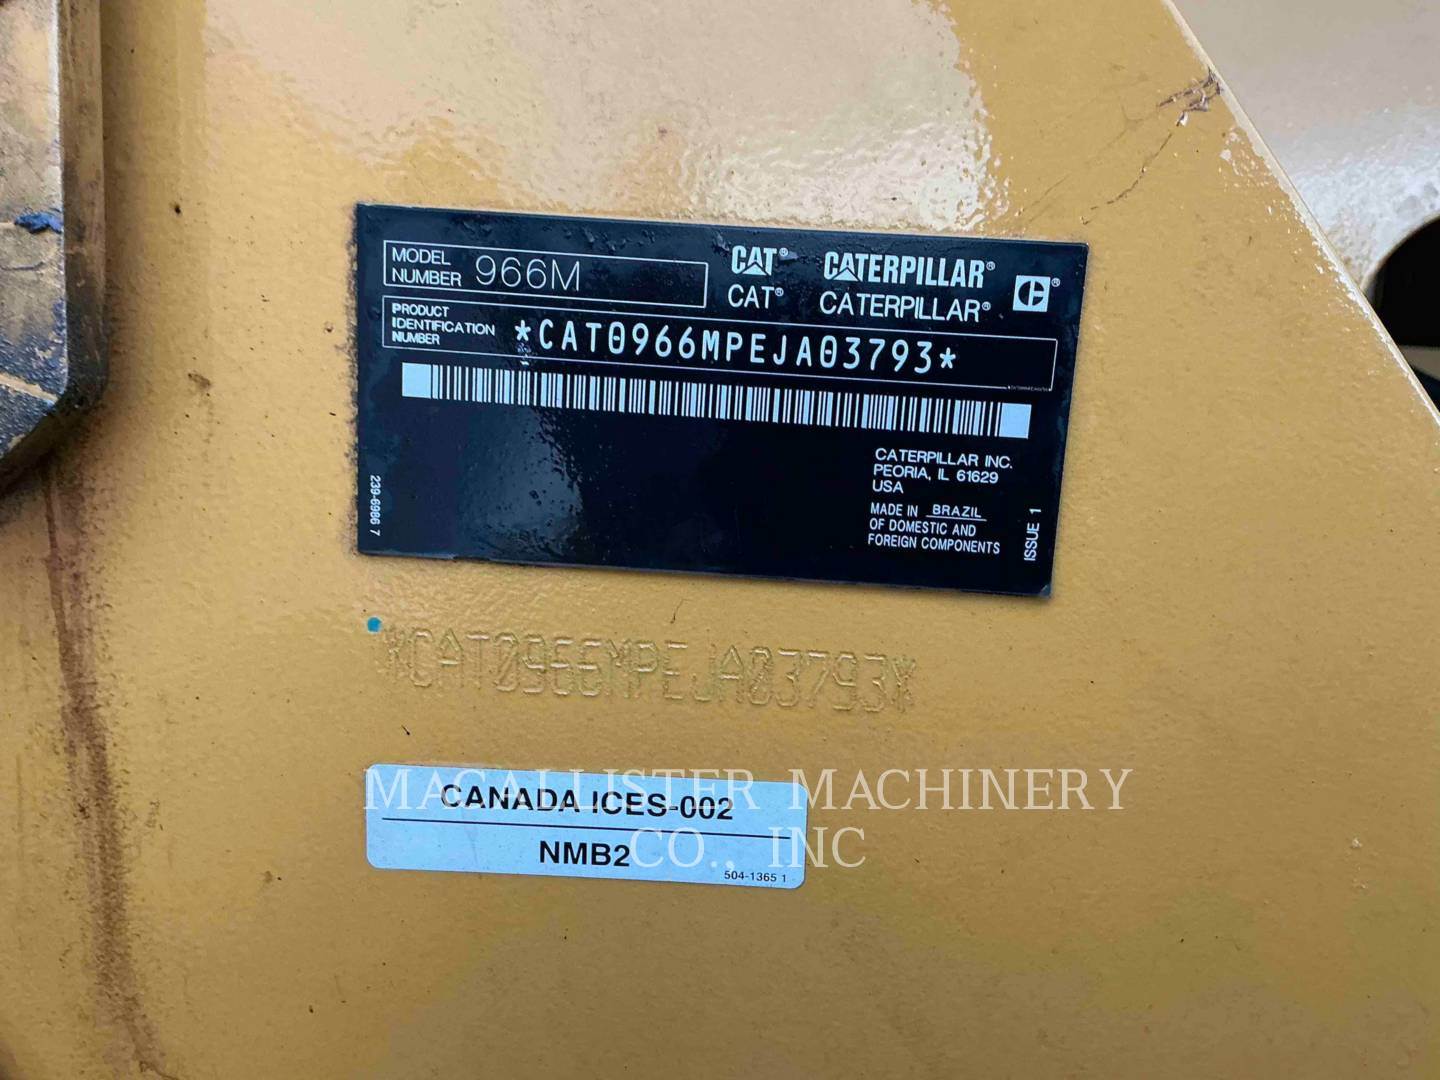 MODEL
NUMBER 966M
CAT® CATERPILLAR®
CAT® CATERPILLAR®
PRODUCT
IDENTIFICATION
NUMBER
*CAT0966MPEJA03793*
CATERPILLAR INC.
PEORIA, IL 61629
USA
MADE IN BRAZIL
OF DOMESTIC AND
FOREIGN COMPONENTS
ISSUE 1
239-6986 7
*CAT0966MPEJA03793*
CANADA ICES-002
NMB2
504-1365 1
MACALLISTER MACHINERY
CO., INC